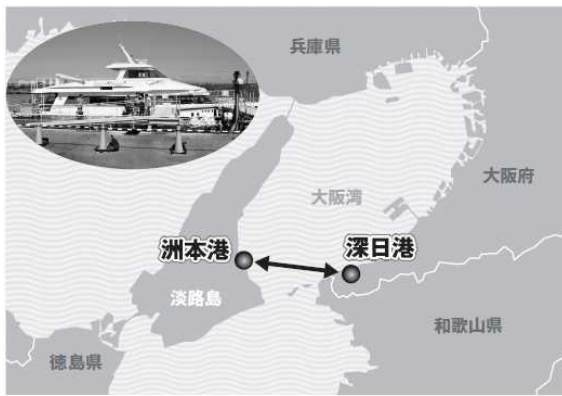 兵庫県
大阪府
大阪湾
洲本港
深日港
淡路島
和歌山県
徳島県